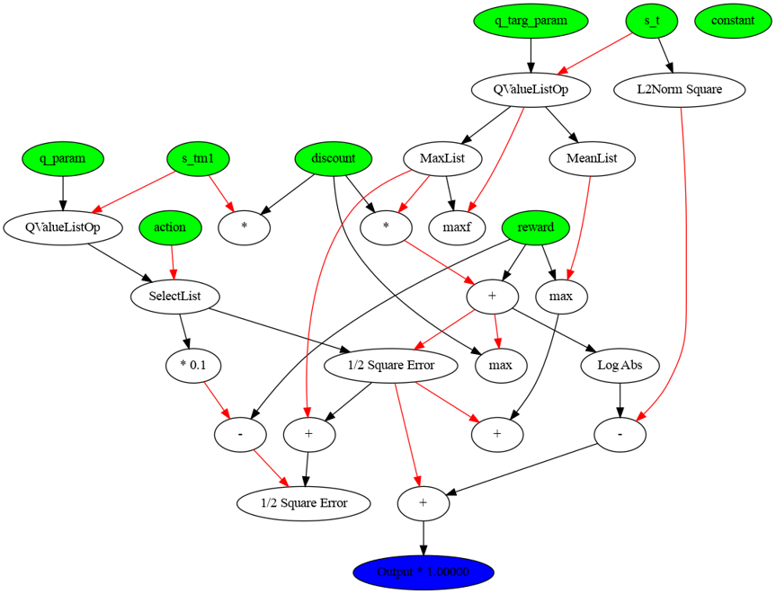 q_targ_param
s_t
constant
QValueListOp
L2Norm Square
q_param
s_tm1
discount
MaxList
MeanList
QValueListOp
action
*
*
maxf
reward
SelectList
+
max
* 0.1
1/2 Square Error
max
Log Abs
-
+
+
-
1/2 Square Error
+
Output * 1.00000